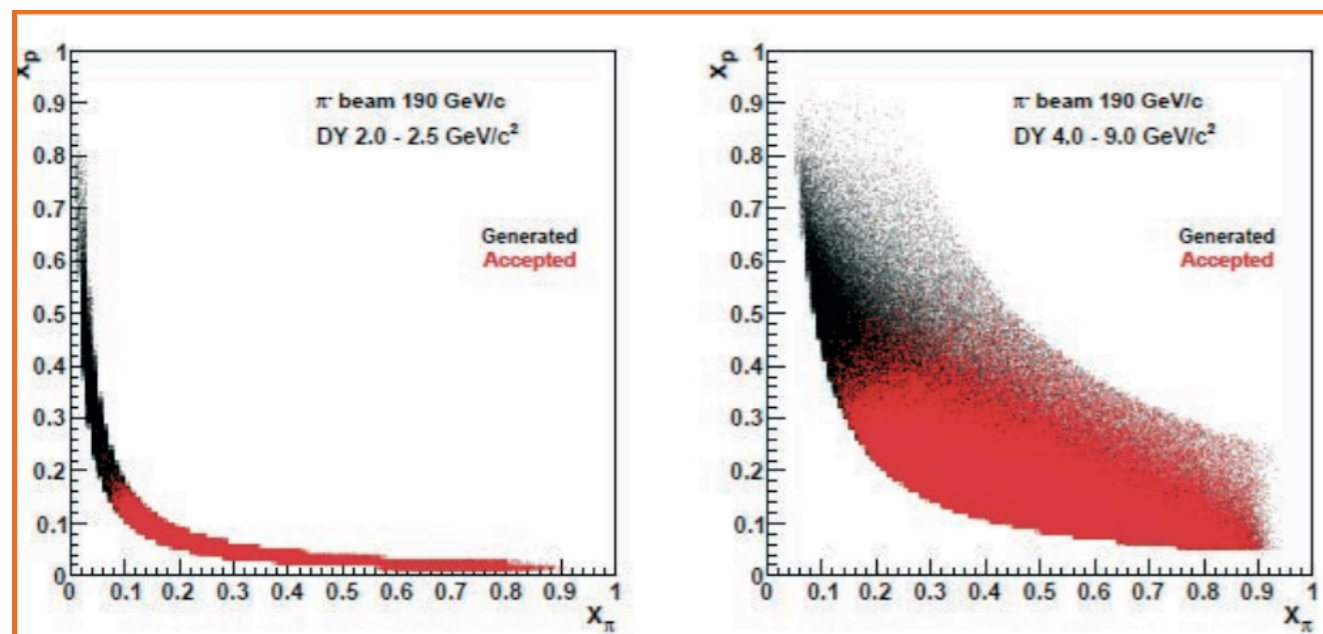 x_p
1
0.9
0.8
0.7
0.6
0.5
0.4
0.3
0.2
0.1
0
π⁻ beam 190 GeV/c
DY 2.0 - 2.5 GeV/c²
Generated
Accepted
0 0.1 0.2 0.3 0.4 0.5 0.6 0.7 0.8 0.9 1
x_π
x_p
1
0.9
0.8
0.7
0.6
0.5
0.4
0.3
0.2
0.1
0
π⁻ beam 190 GeV/c
DY 4.0 - 9.0 GeV/c²
Generated
Accepted
0 0.1 0.2 0.3 0.4 0.5 0.6 0.7 0.8 0.9 1
x_π